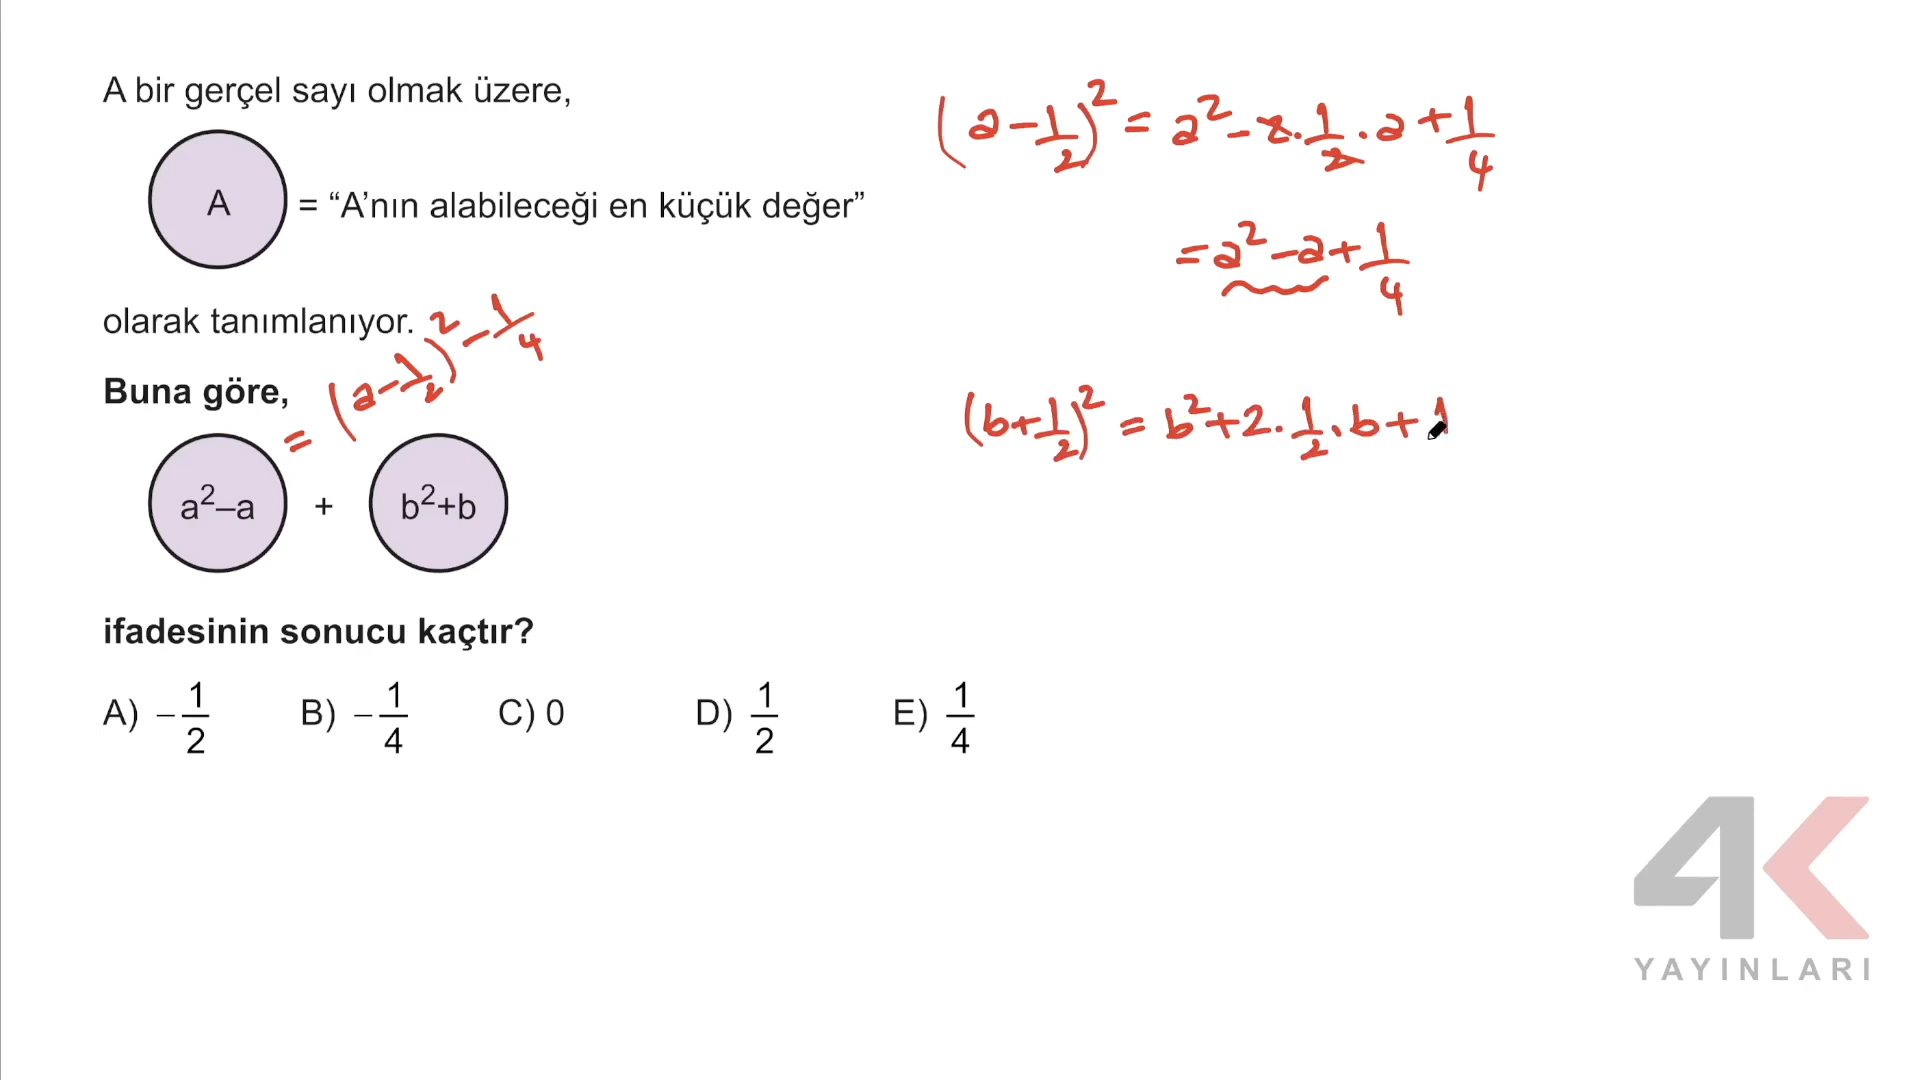 A bir gerçel sayı olmak üzere,
A = “A’nın alabileceği en küçük değer”
olarak tanımlanıyor.
Buna göre,
= (a-1/2)² - 1/4
a²–a + b²+b
ifadesinin sonucu kaçtır?
A) -1/2 B) -1/4 C) 0 D) 1/2 E) 1/4
(a-1/2)² = a² - 2.1/2.a + 1/4
= a² - a + 1/4
(b+1/2)² = b² + 2.1/2.b + 1
4K
YAYINLARI